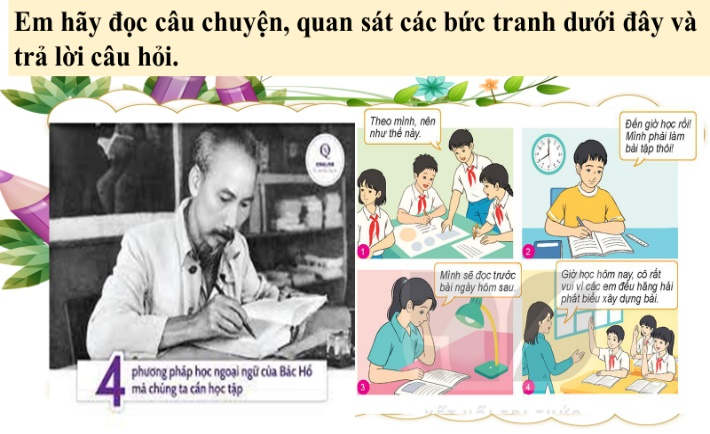 Em hãy đọc câu chuyện, quan sát các bức tranh dưới đây và
trả lời câu hỏi.
4
phương pháp học ngoại ngữ của Bác Hồ
mà chúng ta cần học tập
Theo mình, nên
như thế này.
1
Đến giờ học rồi!
Mình phải làm
bài tập thôi!
2
Mình sẽ đọc trước
bài ngày hôm sau.
3
Giờ học hôm nay, cô rất
vui vì các em đều hăng hái
phát biểu xây dựng bài.
4